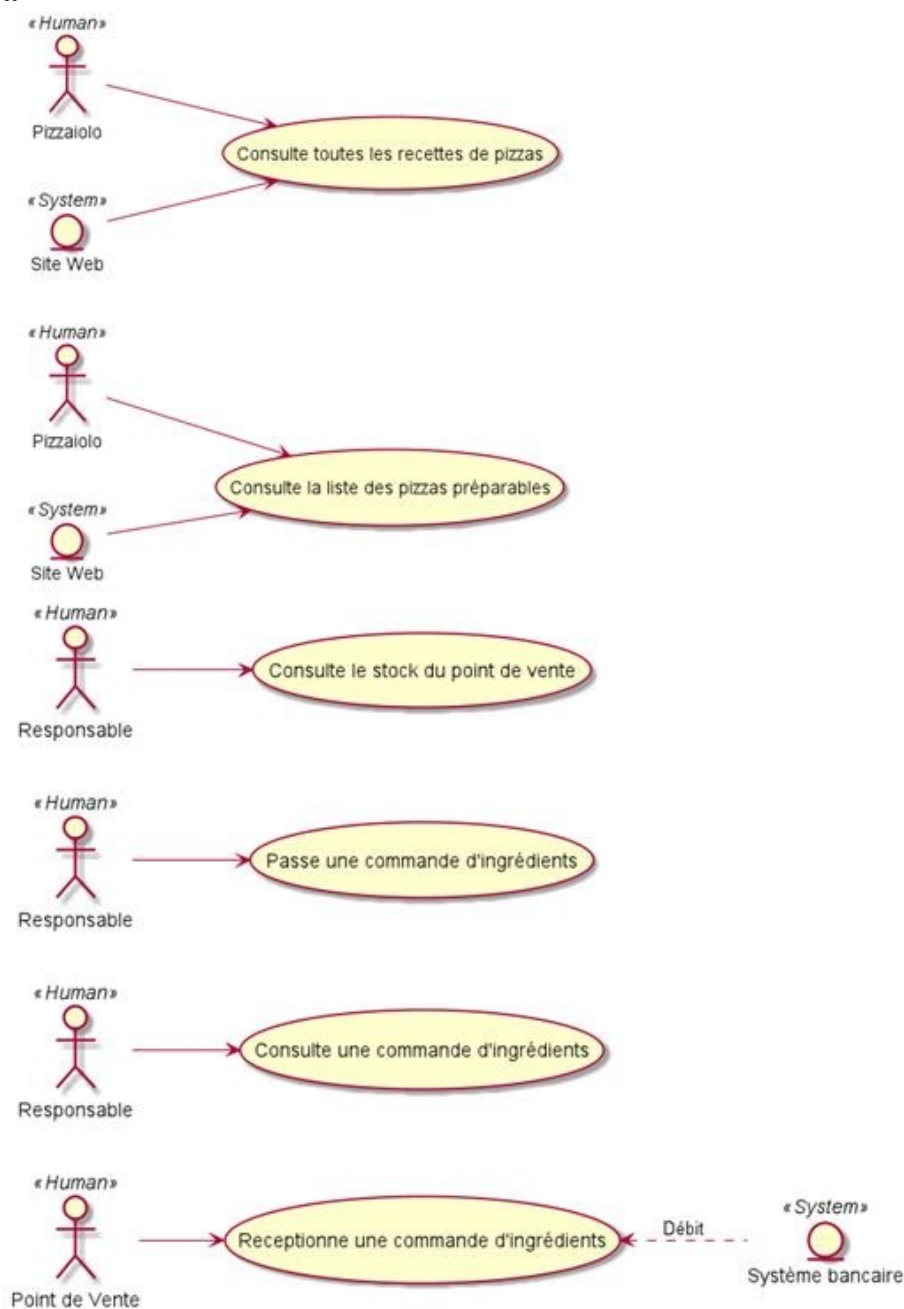 «Human»
Pizzaiolo
Consulte toutes les recettes de pizzas
«System»
Site Web
«Human»
Pizzaiolo
Consulte la liste des pizzas préparables
«System»
Site Web
«Human»
Consulte le stock du point de vente
Responsable
«Human»
Passe une commande d'ingrédients
Responsable
«Human»
Consulte une commande d'ingrédients
Responsable
«Human»
Receptionne une commande d'ingrédients
Point de Vente
Débit
«System»
Système bancaire